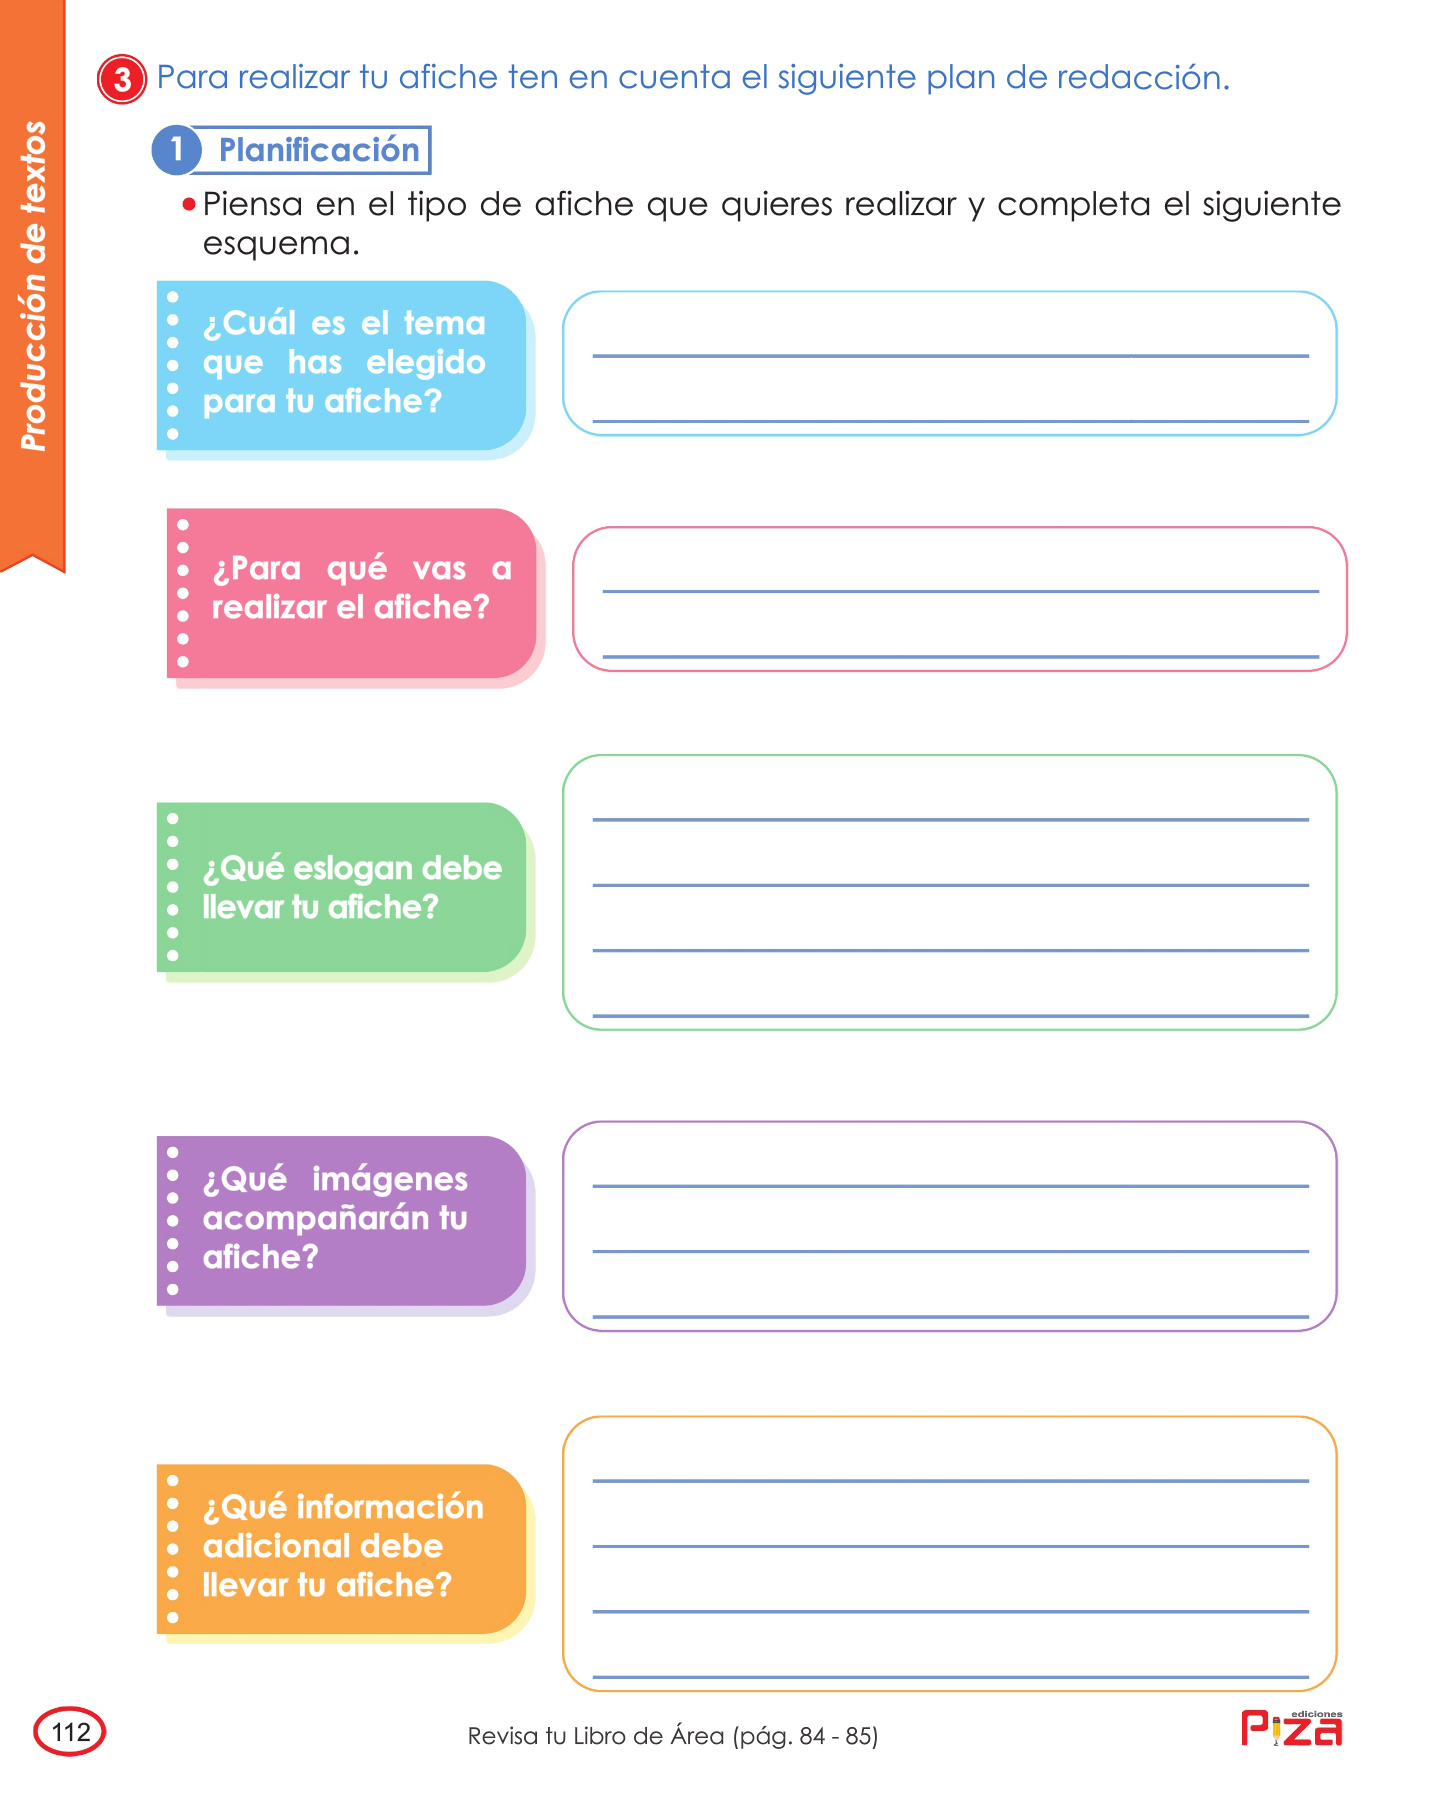 Producción de textos
3 Para realizar tu afiche ten en cuenta el siguiente plan de redacción.
1 Planificación
• Piensa en el tipo de afiche que quieres realizar y completa el siguiente
esquema.
¿Cuál es el tema
que has elegido
para tu afiche?
¿Para qué vas a
realizar el afiche?
¿Qué eslogan debe
llevar tu afiche?
¿Qué imágenes
acompañarán tu
afiche?
¿Qué información
adicional debe
llevar tu afiche?
112
Revisa tu Libro de Área (pág. 84 - 85)
ediciones
Piza